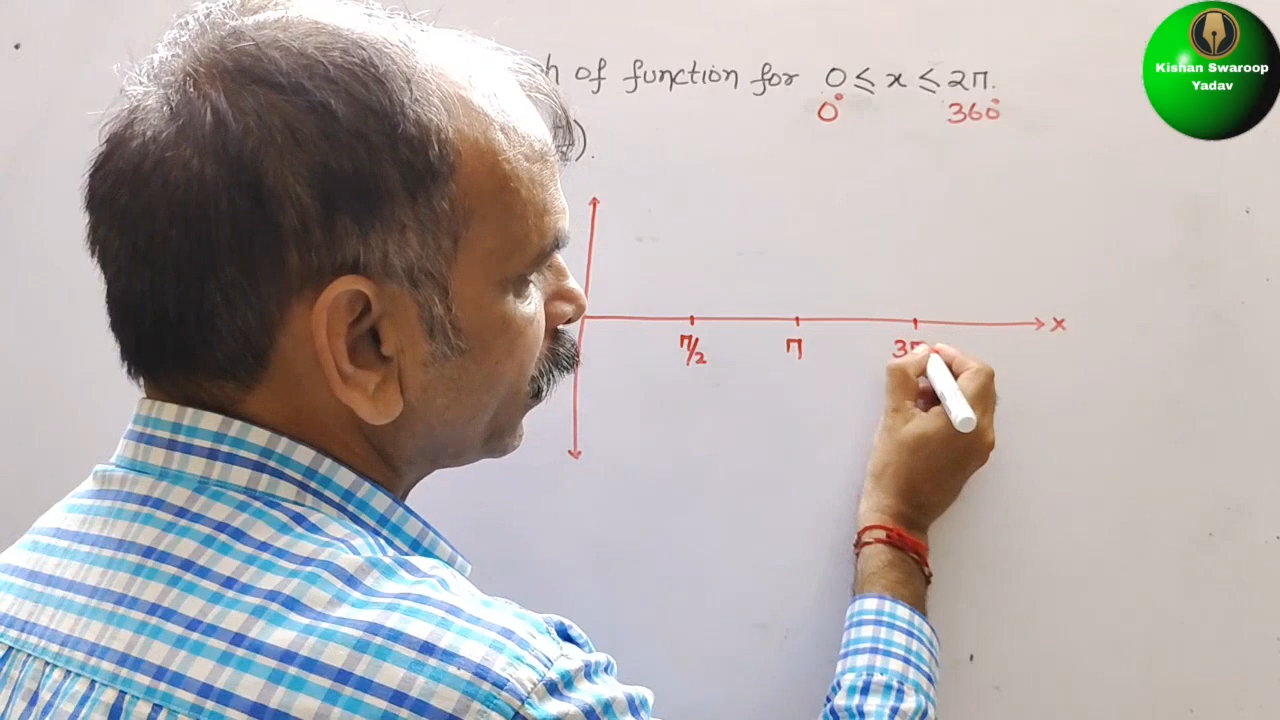 of function for 0 ≤ x ≤ 2π.
0° 360°
Kishan Swaroop
Yadav
x
π/2 π